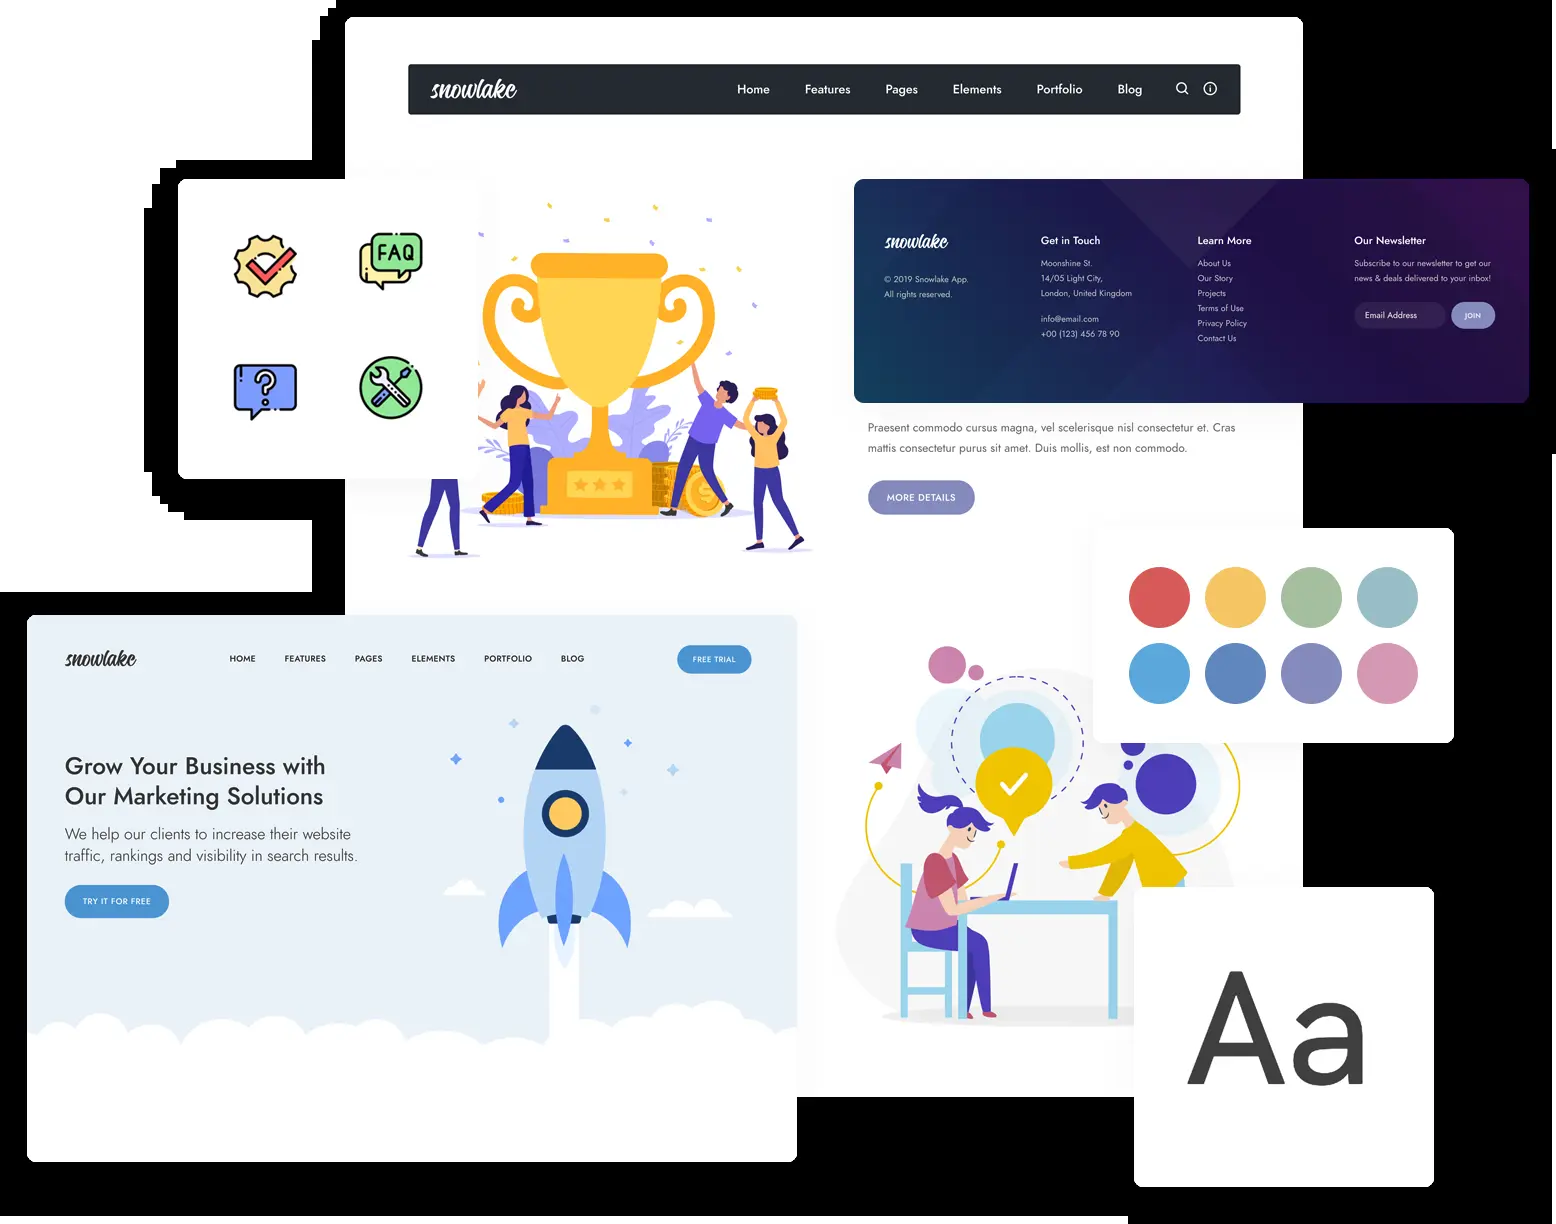 snowlake
Home Features Pages Elements Portfolio Blog
FAQ
?
snowlake
© 2019 Snowlake App.
All rights reserved.
Get in Touch
Moonshine St.
14/05 Light City,
London, United Kingdom
info@email.com
+00 (123) 456 78 90
Learn More
About Us
Our Story
Projects
Terms of Use
Privacy Policy
Contact Us
Our Newsletter
Subscribe to our newsletter to get our
news & deals delivered to your inbox!
Email Address
JOIN
Praesent commodo cursus magna, vel scelerisque nisl consectetur et. Cras
mattis consectetur purus sit amet. Duis mollis, est non commodo.
MORE DETAILS
snowlake
HOME FEATURES PAGES ELEMENTS PORTFOLIO BLOG
FREE TRIAL
Grow Your Business with
Our Marketing Solutions
We help our clients to increase their website
traffic, rankings and visibility in search results.
TRY IT FOR FREE
$
Aa